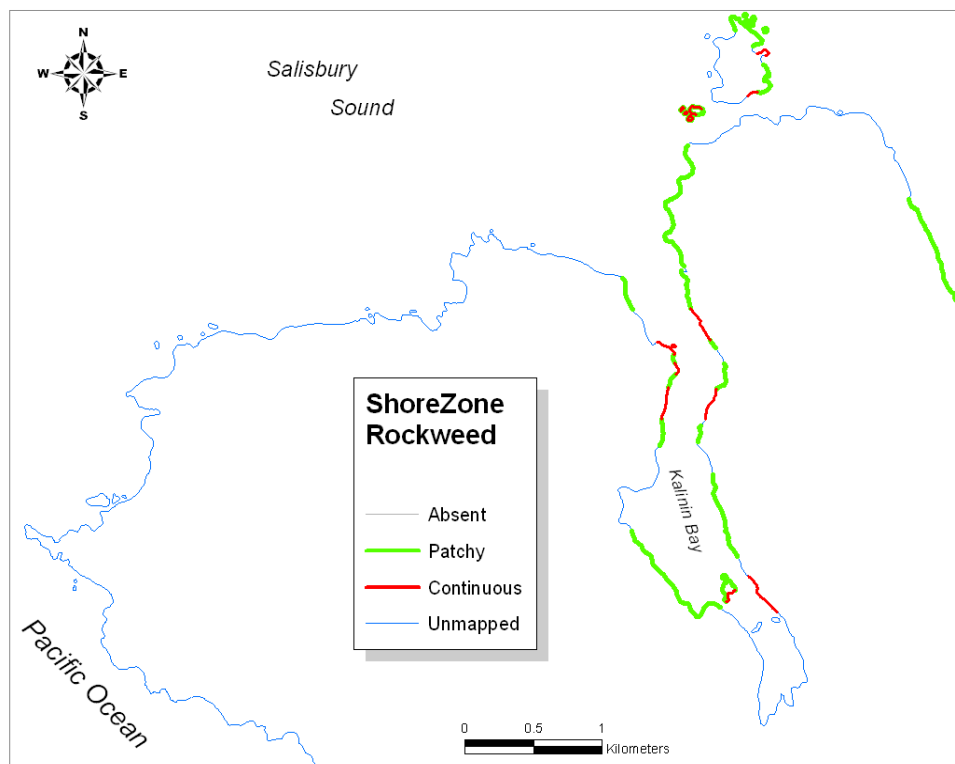 N
W E
S
Salisbury
Sound
ShoreZone
Rockweed
Absent
Patchy
Continuous
Unmapped
Kalinin Bay
Pacific Ocean
0 0.5 1
Kilometers